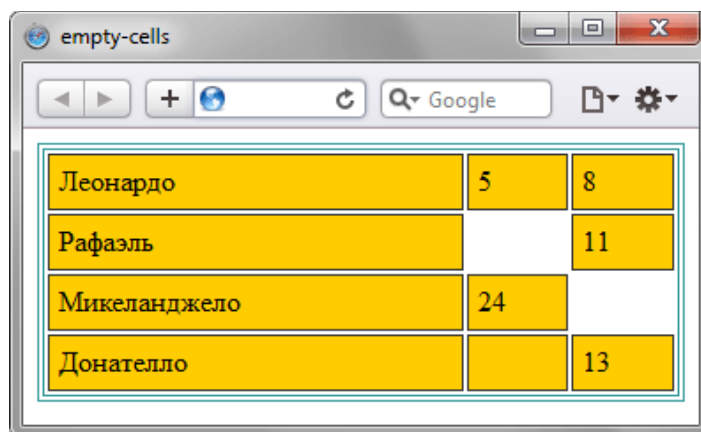 empty-cells
Google
Леонардо 5 8
Рафаэль 11
Микеланджело 24
Донателло 13